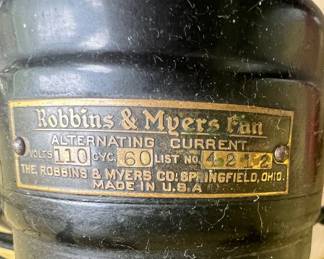 Robbins & Myers Fan
ALTERNATING CURRENT
VOLTS 110 CYC. 60 LIST NO. 4212
THE ROBBINS & MYERS CO. SPRINGFIELD, OHIO.
MADE IN U.S.A